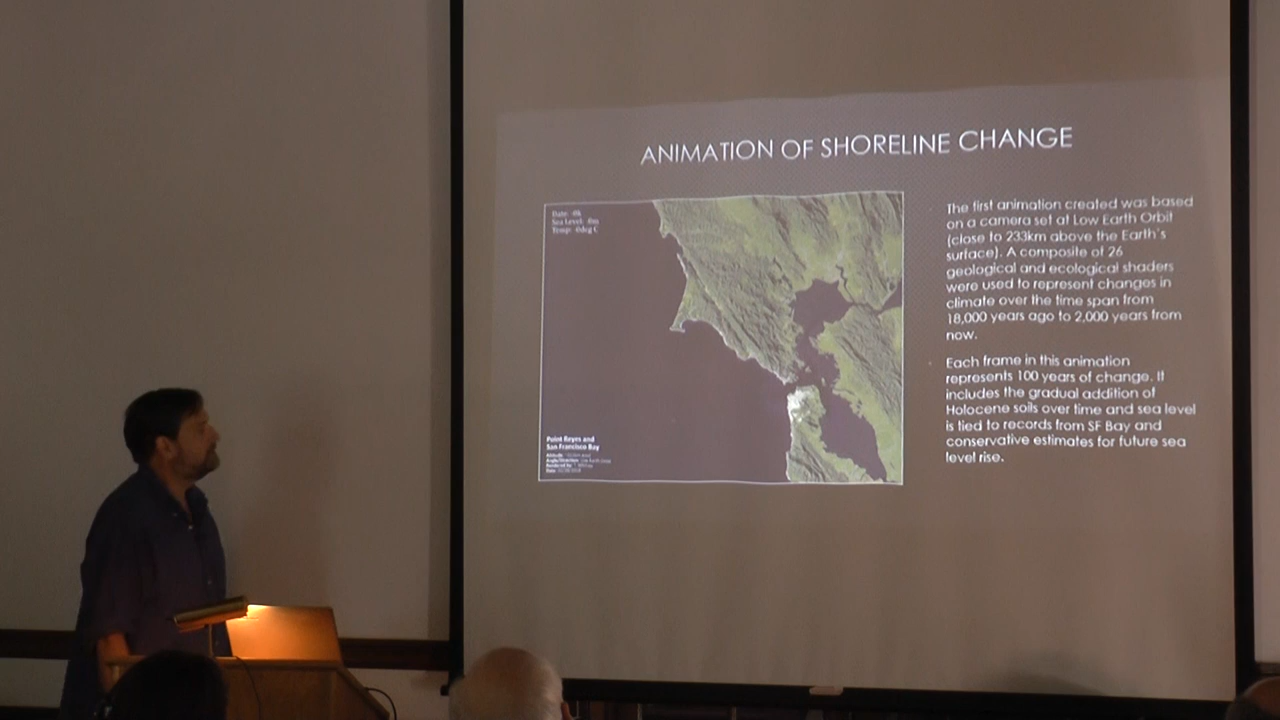 ANIMATION OF SHORELINE CHANGE
Sea Level:
Temp: 0deg C
Point Reyes and
San Francisco Bay
The first animation created was based
on a camera set at Low Earth Orbit
(close to 233km above the Earth's
surface). A composite of 26
geological and ecological shaders
were used to represent changes in
climate over the time span from
18,000 years ago to 2,000 years from
now.
Each frame in this animation
represents 100 years of change. It
includes the gradual addition of
Holocene soils over time and sea level
is tied to records from SF Bay and
conservative estimates for future sea
level rise.